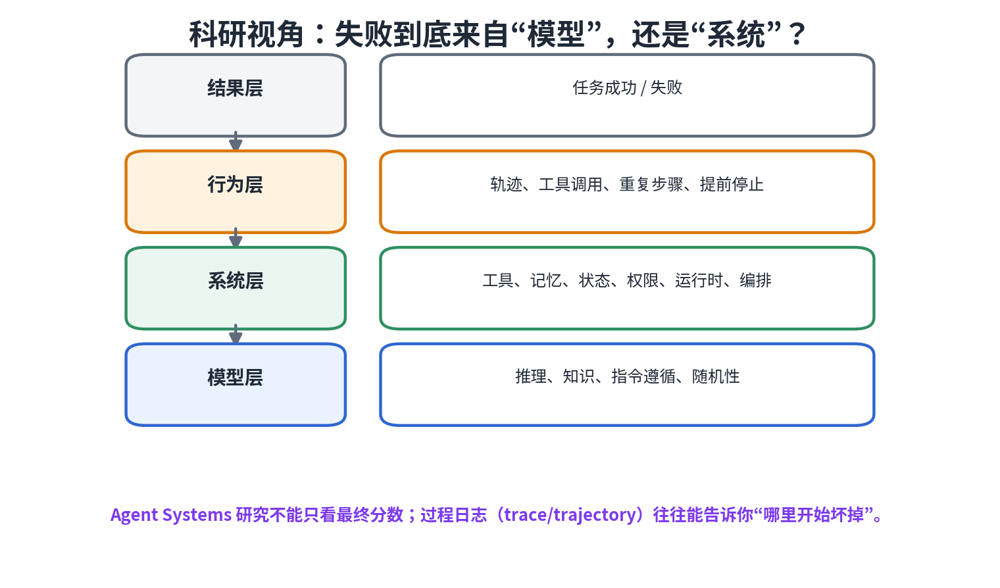 科研视角：失败到底来自“模型”，还是“系统”？
结果层
任务成功 / 失败
行为层
轨迹、工具调用、重复步骤、提前停止
系统层
工具、记忆、状态、权限、运行时、编排
模型层
推理、知识、指令遵循、随机性
Agent Systems 研究不能只看最终分数；过程日志（trace/trajectory）往往能告诉你“哪里开始坏掉”。